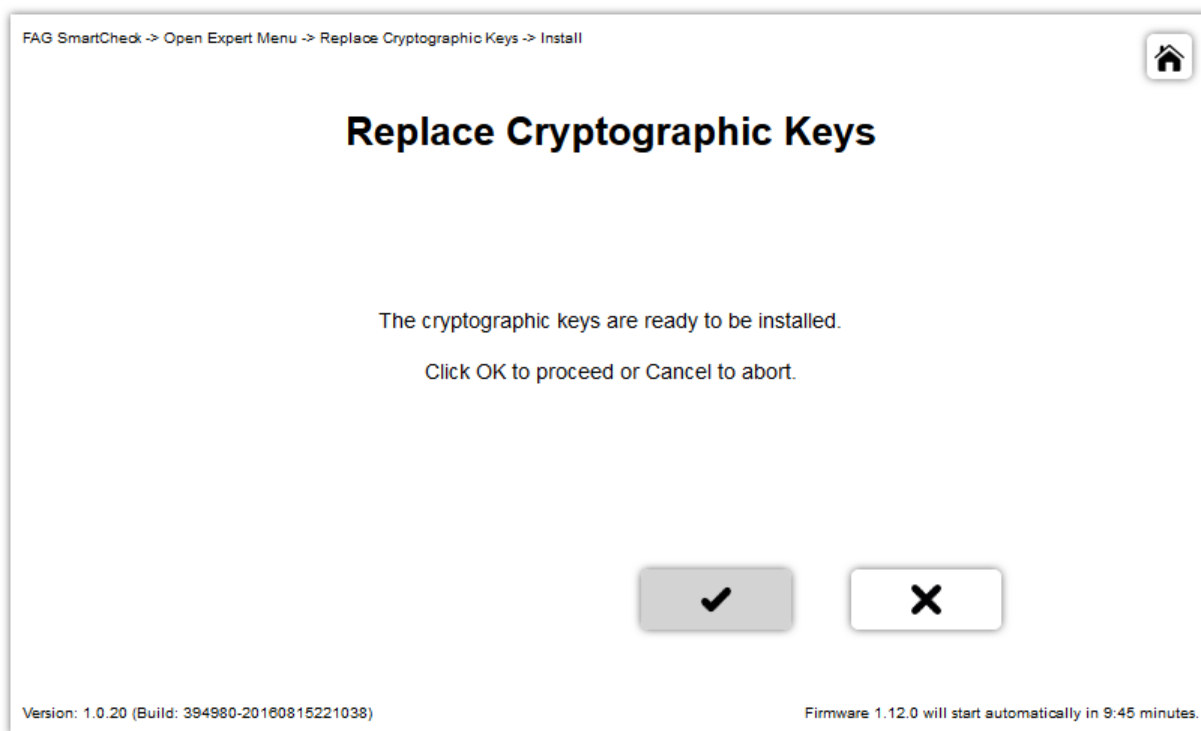 FAG SmartCheck -> Open Expert Menu -> Replace Cryptographic Keys -> Install
Replace Cryptographic Keys
The cryptographic keys are ready to be installed.
Click OK to proceed or Cancel to abort.
Version: 1.0.20 (Build: 394980-20160815221038)
Firmware 1.12.0 will start automatically in 9:45 minutes.